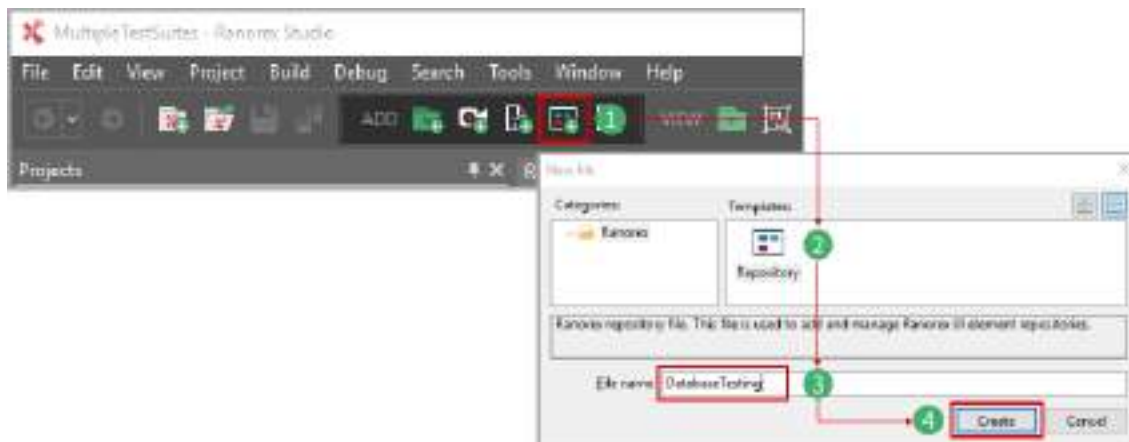 MultipleTestSuites - Ranorex Studio
File Edit View Project Build Debug Search Tools Window Help
ADD 1 VIEW
Projects R
New File
Categories: Templates:
Ranorex
2
Repository
Ranorex repository file. This file is used to add and manage Ranorex UI element repositories.
File name: DatabaseTesting 3
4 Create Cancel